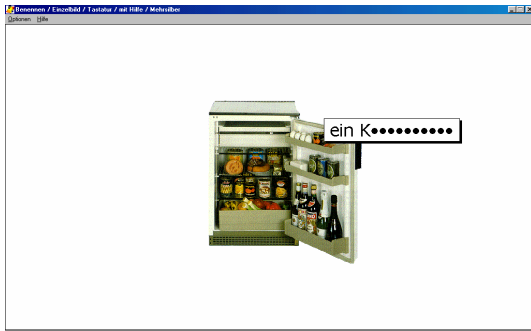 Benennen / Einzelbild / Tastatur / mit Hilfe / Mehrsilber
Optionen Hilfe
ein K●●●●●●●●●●